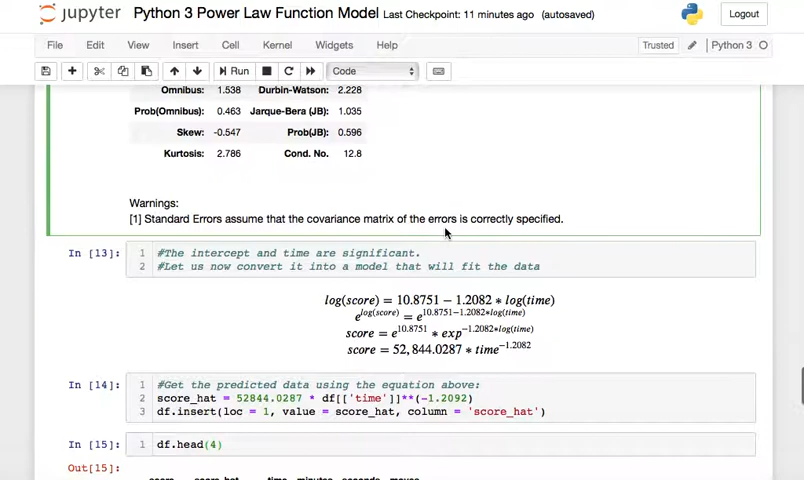 jupyter Python 3 Power Law Function Model Last Checkpoint: 11 minutes ago (autosaved) Logout
File Edit View Insert Cell Kernel Widgets Help Trusted Python 3
Run Code
Omnibus: 1.538 Durbin-Watson: 2.228
Prob(Omnibus): 0.463 Jarque-Bera (JB): 1.035
Skew: -0.547 Prob(JB): 0.596
Kurtosis: 2.786 Cond. No. 12.8
Warnings:
[1] Standard Errors assume that the covariance matrix of the errors is correctly specified.
In [13]: 1 #The intercept and time are significant.
2 #Let us now convert it into a model that will fit the data
log(score) = 10.8751 − 1.2082 * log(time)
e^log(score) = e^10.8751−1.2082*log(time)
score = e^10.8751 * exp^−1.2082*log(time)
score = 52,844.0287 * time^−1.2082
In [14]: 1 #Get the predicted data using the equation above:
2 score_hat = 52844.0287 * df[['time']]**(-1.2092)
3 df.insert(loc = 1, value = score_hat, column = 'score_hat')
In [15]: 1 df.head(4)
Out[15]:
score score_hat time minutes seconds moves